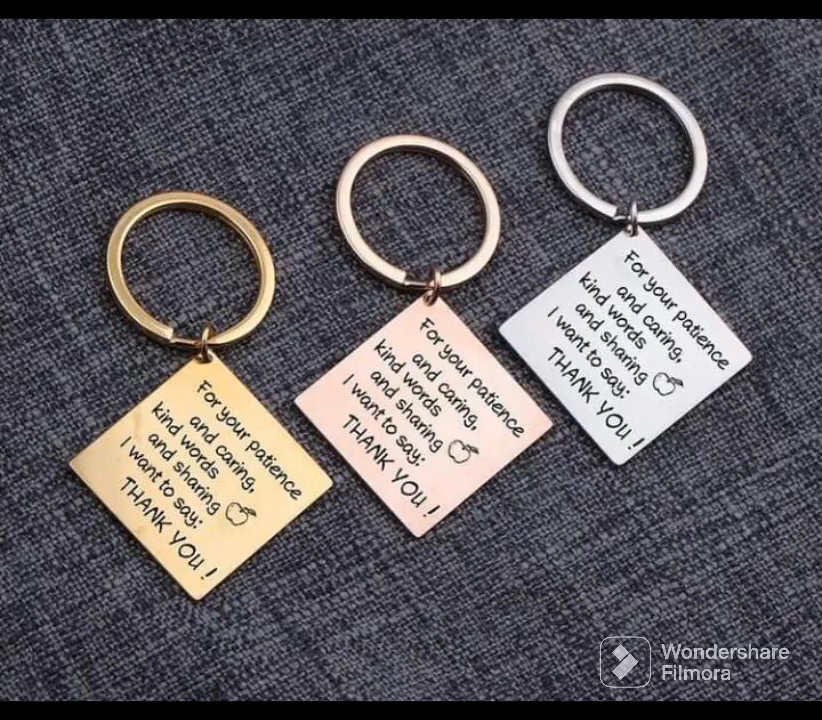 For your patience
and caring,
kind words
and sharing
I want to say:
THANK YOU!
For your patience
and caring,
kind words
and sharing
I want to say:
THANK YOU!
For your patience
and caring,
kind words
and sharing
I want to say:
THANK YOU!
Wondershare
Filmora